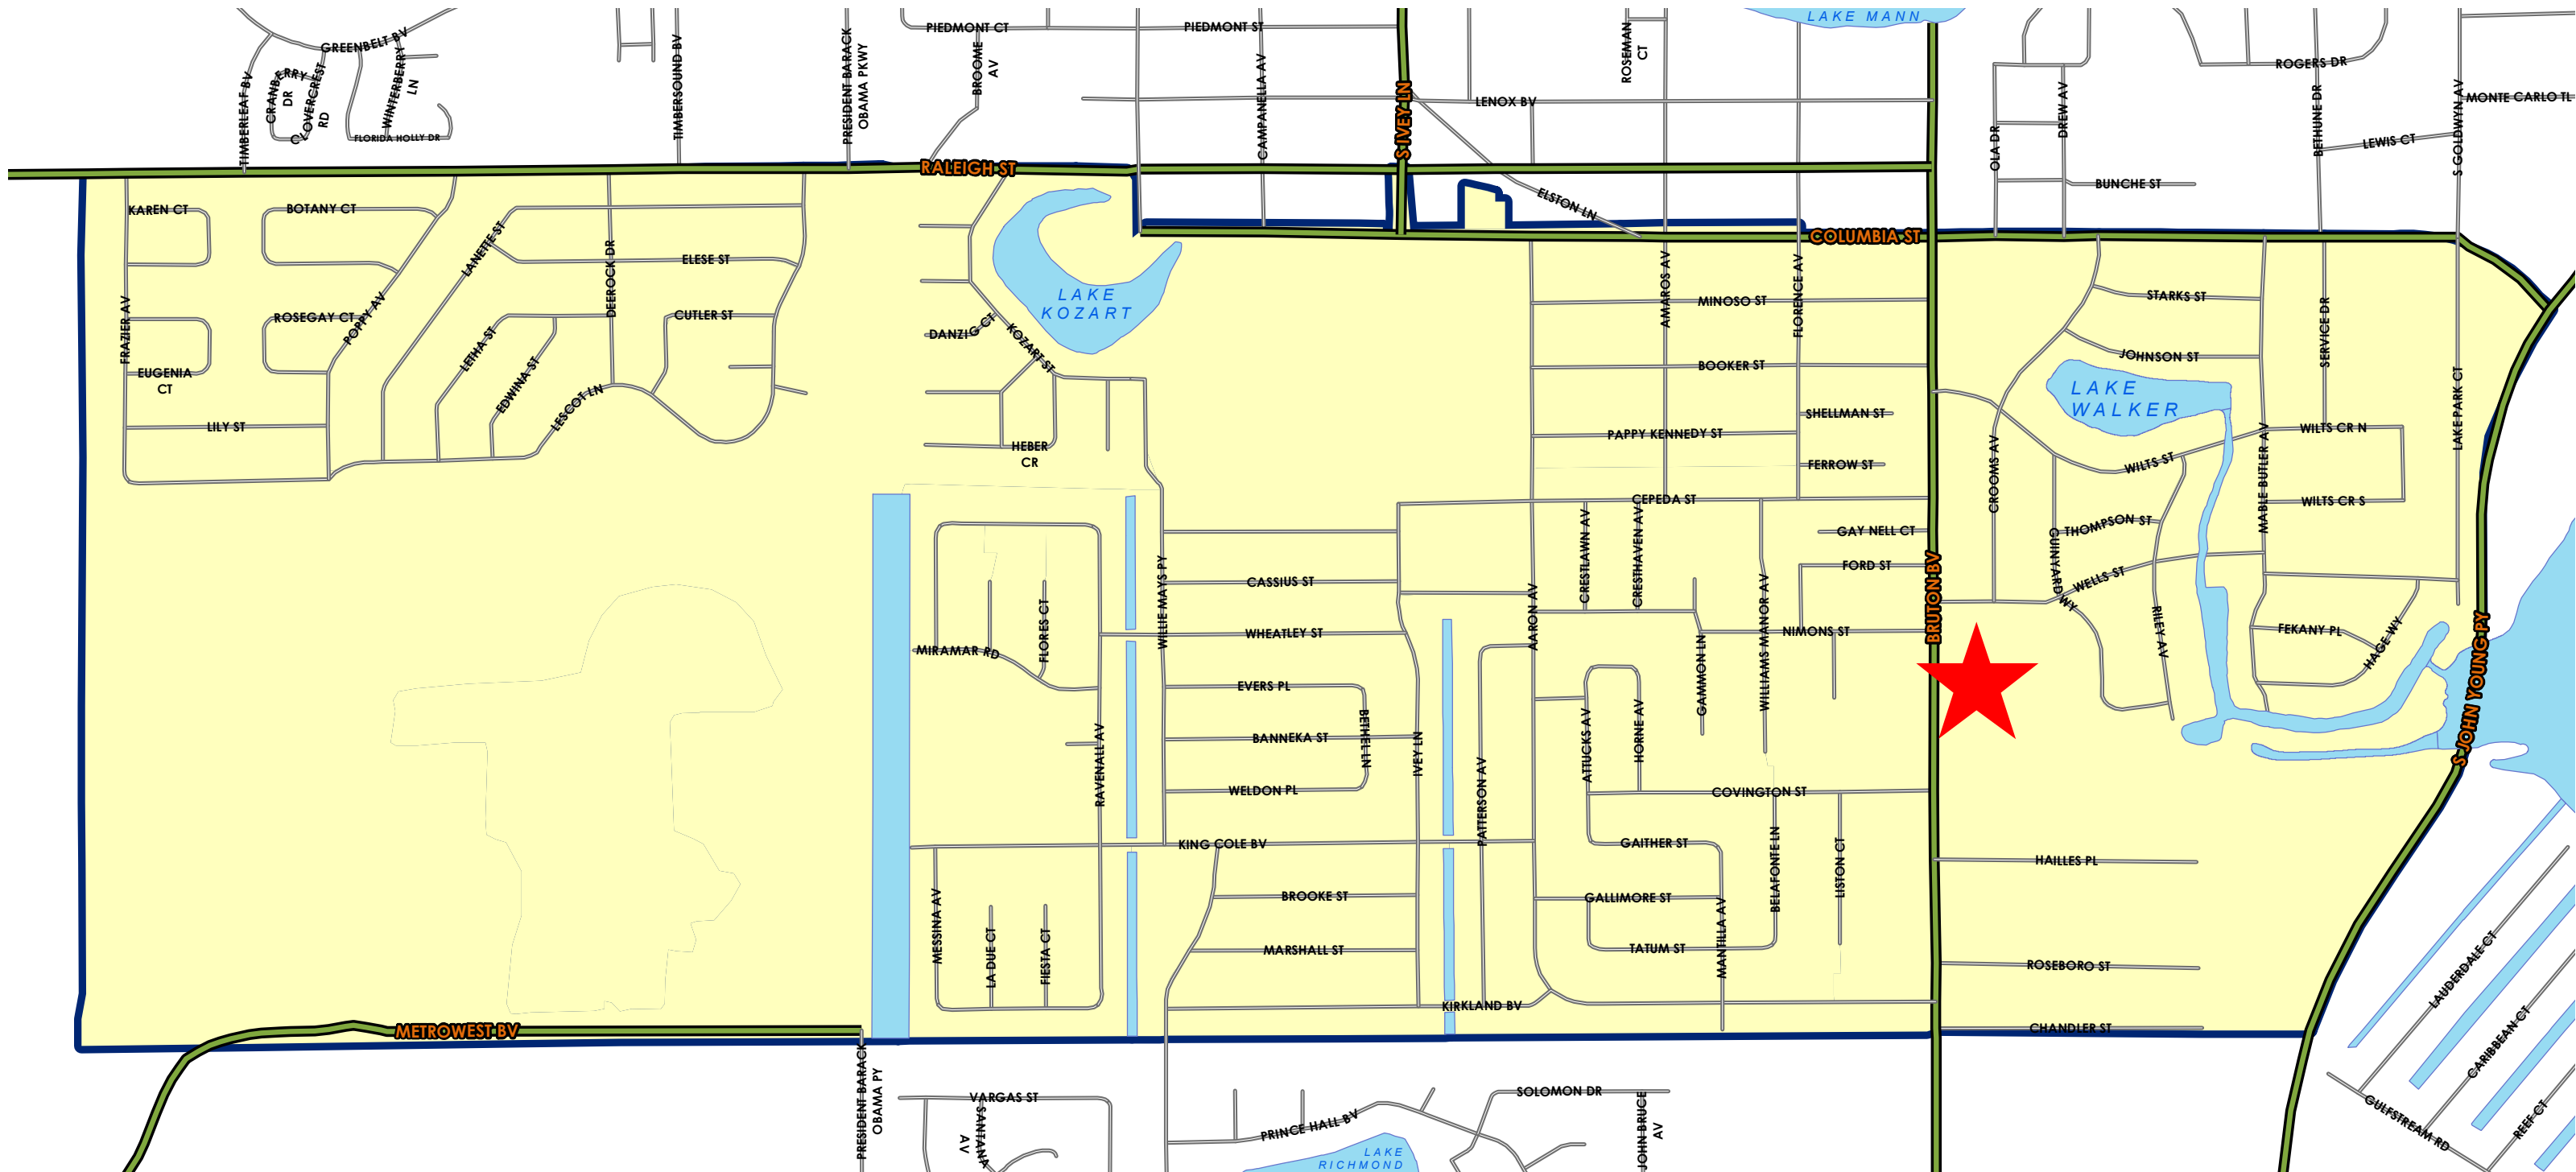 LAKE MANN
PIEDMONT CT
PIEDMONT ST
GREENBELT BV
TIMBERLEAF BV
CRANBERRY
DR
CLOVERCREST
RD
WINTERBERRY
LN
FLORIDA HOLLY DR
TIMBERSOUND BV
PRESIDENT BARACK
OBAMA PKWY
BROOME
AV
CAMPANELLA AV
S IVEY LN
LENOX BV
ROSEMAN
CT
ROGERS DR
DREW AV
OLA DR
BETHUNE DR
S GOLDWYN AV
MONTE CARLO TL
LEWIS CT
BUNCHE ST
RALEIGH ST
ELSTON LN
COLUMBIA ST
KAREN CT
BOTANY CT
LANETTE ST
DEEROCK DR
ELESE ST
FRAZIER AV
ROSEGAY CT
POPPY AV
EUGENIA
CT
LILY ST
LETHA ST
EDWINA ST
LESCOT LN
CUTLER ST
LAKE
KOZART
DANZIG CT
KOZART ST
HEBER
CR
AMAROS AV
FLORENCE AV
MINOSO ST
BOOKER ST
SHELLMAN ST
PAPPY KENNEDY ST
FERROW ST
CEPEDA ST
STARKS ST
JOHNSON ST
SERVICE DR
LAKE PARK CT
LAKE
WALKER
CROOMS AV
WILTS ST
MABLE BUTLER AV
WILTS CR N
WILTS CR S
GUINYARD WY
THOMPSON ST
WELLS ST
RILEY AV
FEKANY PL
HAGE WY
S JOHN YOUNG PY
CRESTLAWN AV
CRESTHAVEN AV
GAY NELL CT
FORD ST
BRUTON BV
WILLIAMS MANOR AV
NIMONS ST
GAMMON LN
AARON AV
WILLIE MAYS PY
CASSIUS ST
WHEATLEY ST
EVERS PL
BETHEL LN
BANNEKA ST
WELDON PL
IVEY LN
PATTERSON AV
ATTUCKS AV
HORNE AV
COVINGTON ST
MIRAMAR RD
FLORES CT
RAVENALL AV
KING COLE BV
GAITHER ST
BELAFONTE LN
LISTON CT
HAILLES PL
MESSINA AV
LA DUE CT
FIESTA CT
BROOKE ST
MARSHALL ST
GALLIMORE ST
TATUM ST
MANTILLA AV
ROSEBORO ST
KIRKLAND BV
CHANDLER ST
METROWEST BV
PRESIDENT BARACK
OBAMA PY
VARGAS ST
SANTANA
AV
PRINCE HALL BV
SOLOMON DR
JOHN BRUCE
AV
LAKE
RICHMOND
LAUDERDALE CT
CARIBBEAN CT
GULFSTREAM RD
REEF CT